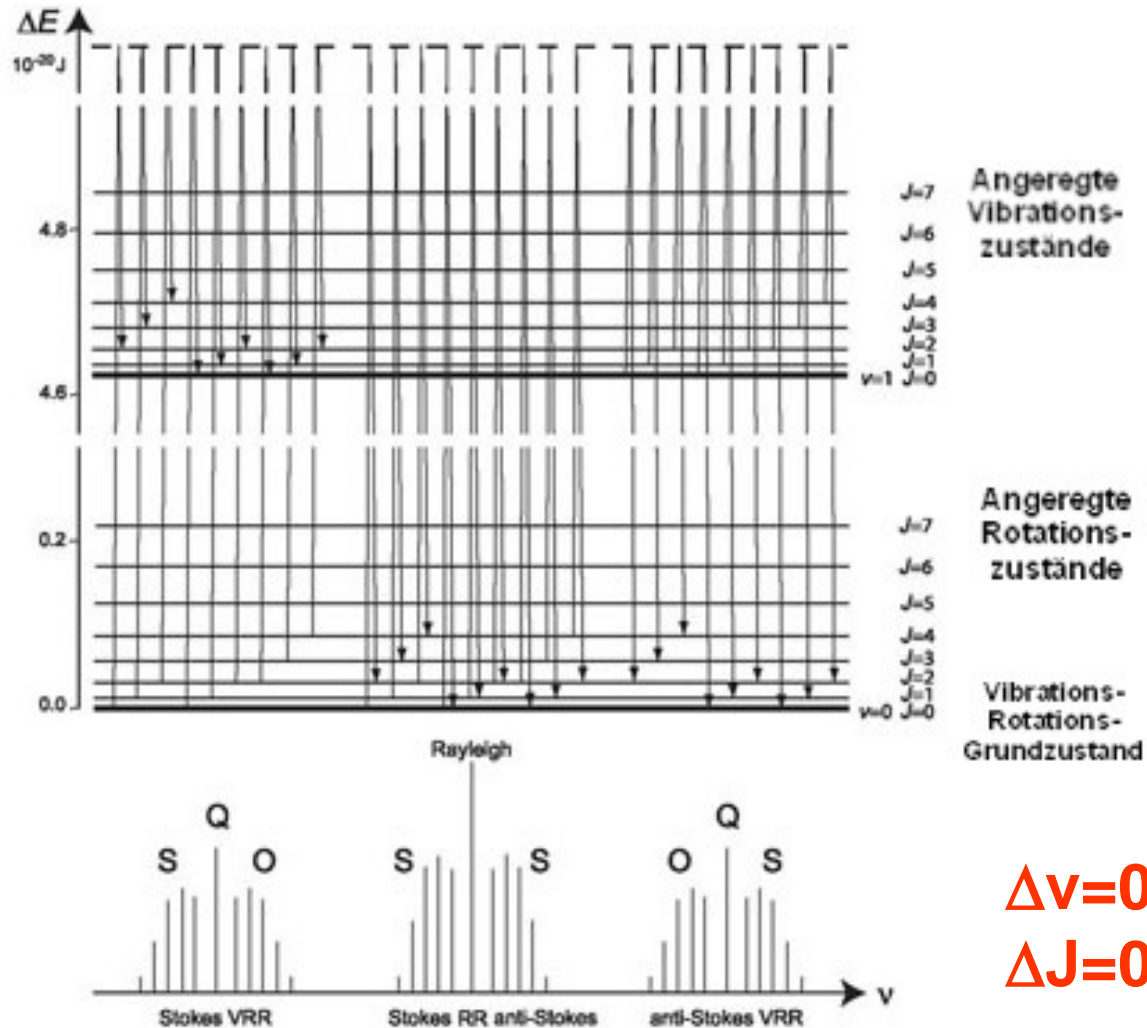 ΔE
10⁻²⁰J
4.8
4.6
0.2
0.0
J=7
J=6
J=5
J=4
J=3
J=2
J=1
v=1 J=0
Angeregte
Vibrations-
zustände
J=7
J=6
J=5
J=4
J=3
J=2
J=1
v=0 J=0
Angeregte
Rotations-
zustände
Vibrations-
Rotations-
Grundzustand
Rayleigh
S Q O
S S
O Q S
ν
Stokes VRR
Stokes RR anti-Stokes
anti-Stokes VRR
Δv=0
ΔJ=0